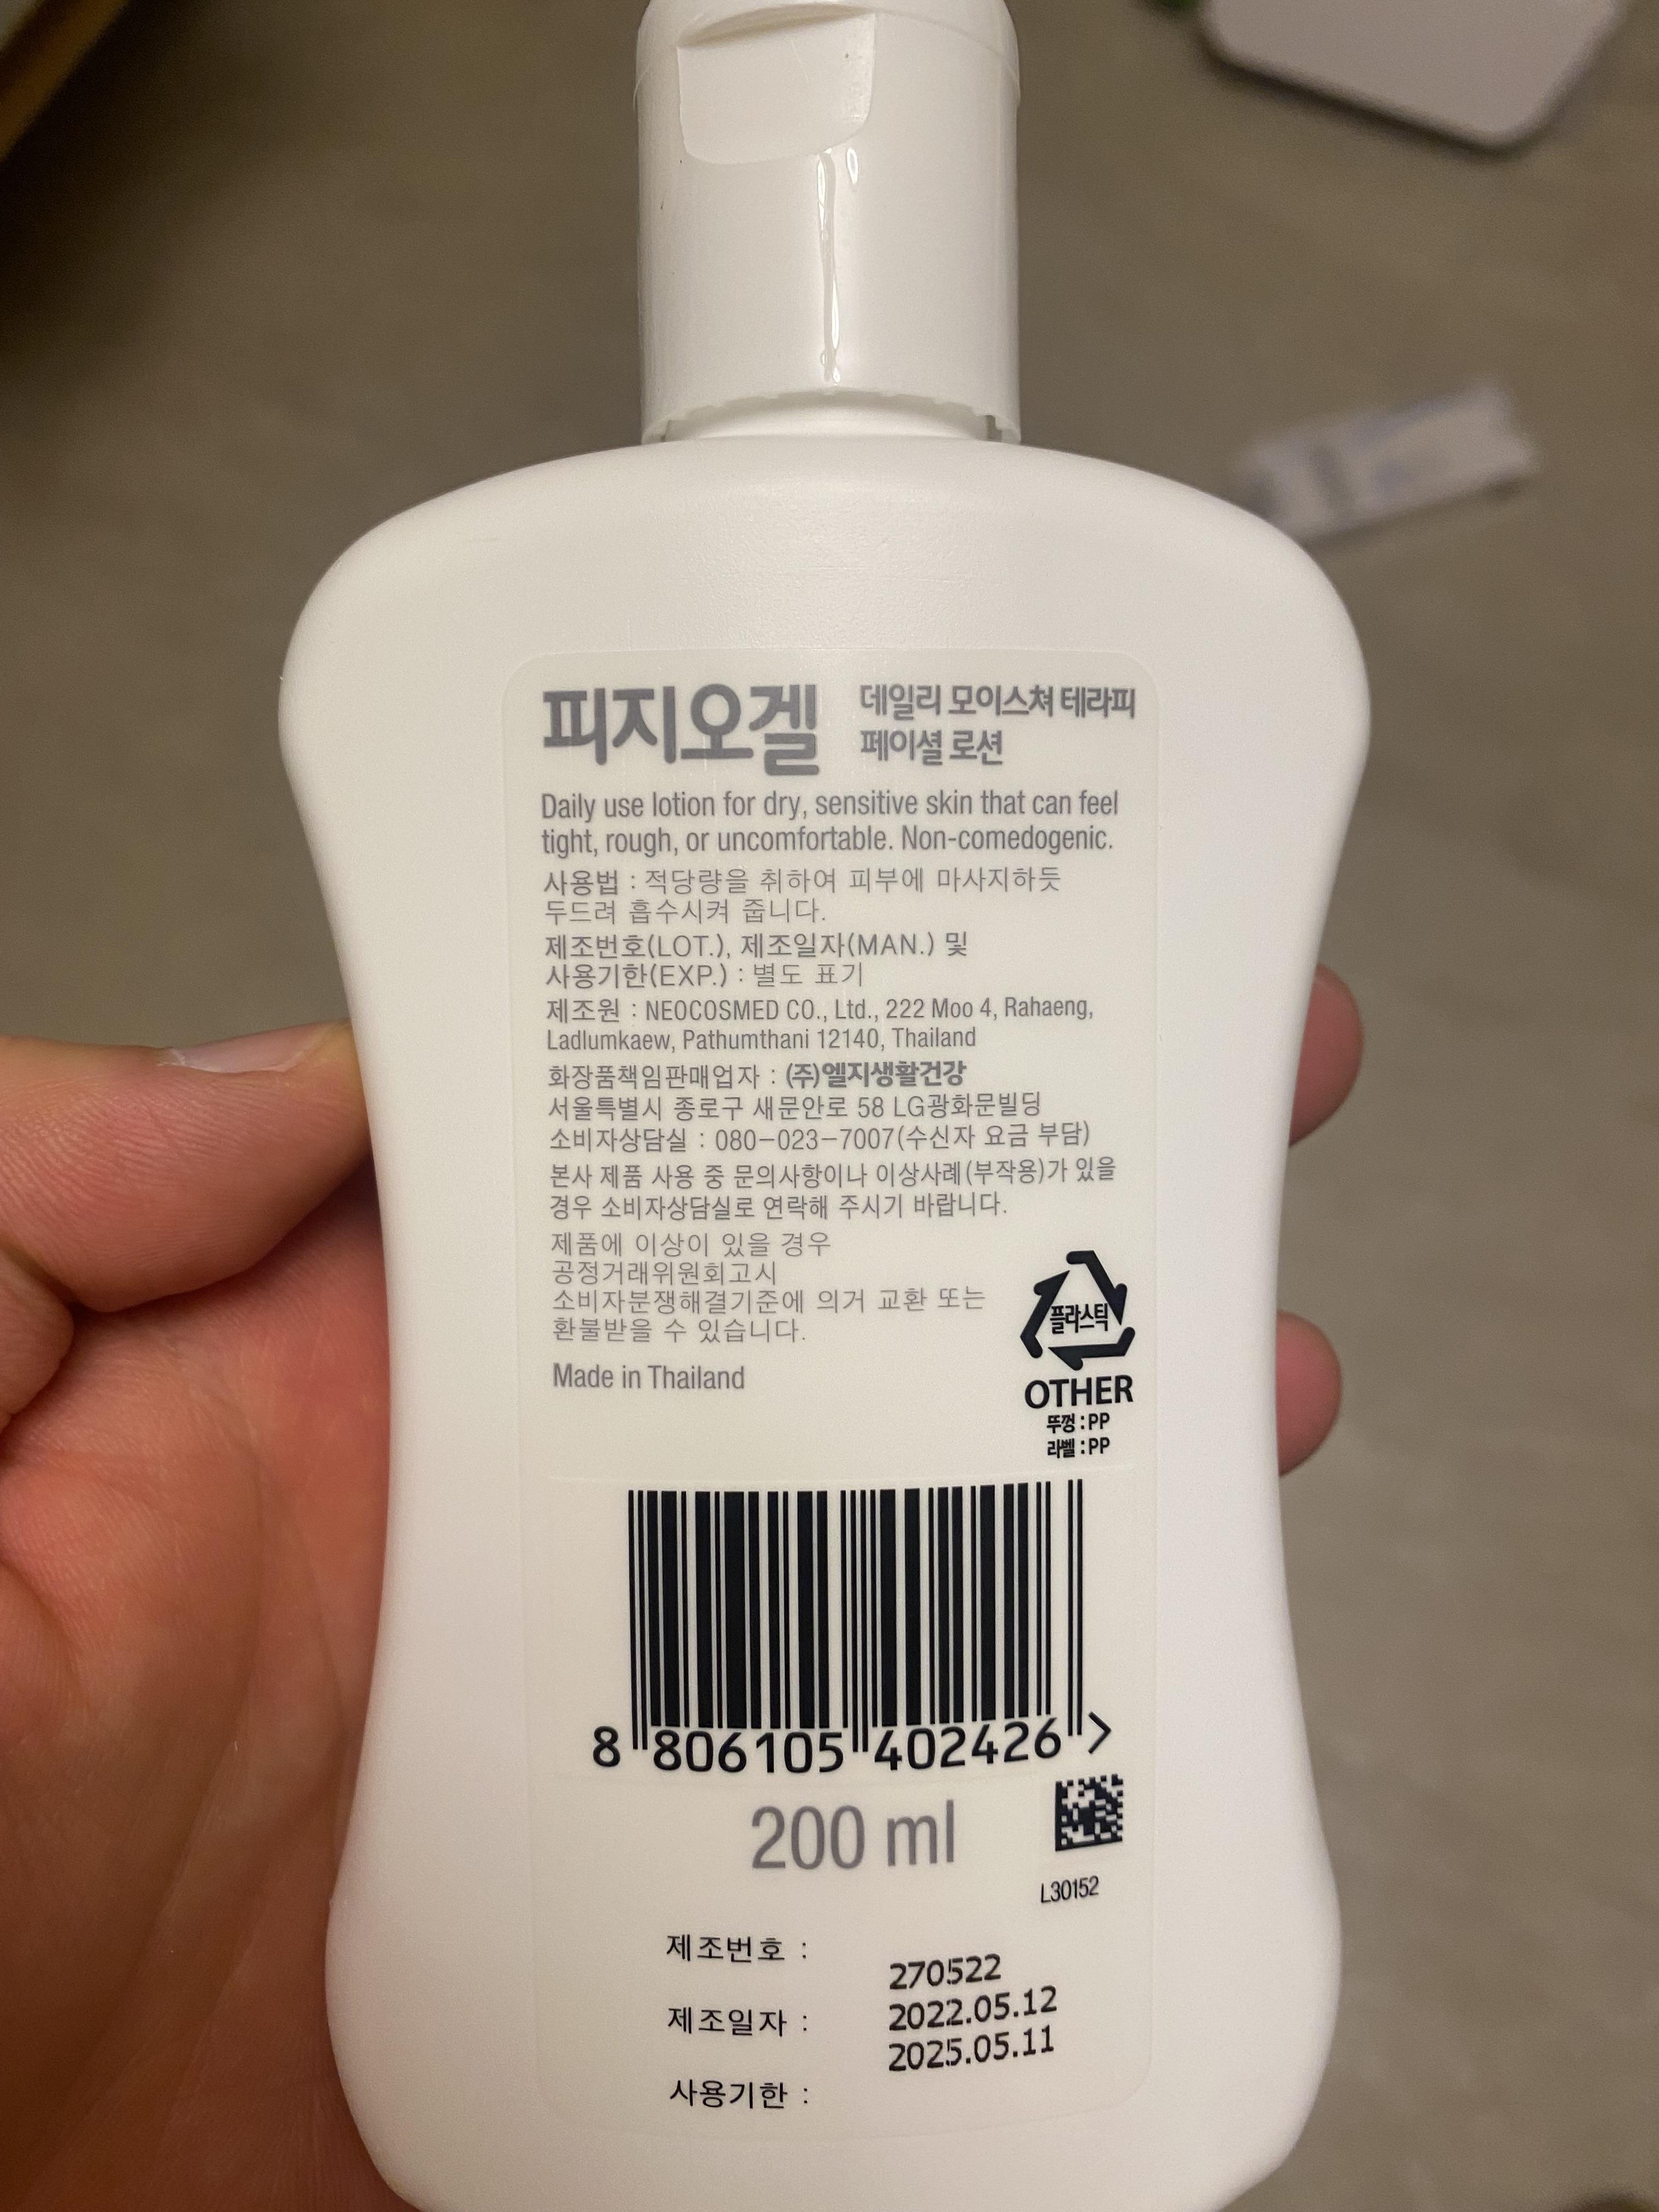 피지오겔
데일리 모이스쳐 테라피
페이셜 로션
Daily use lotion for dry, sensitive skin that can feel
tight, rough, or uncomfortable. Non-comedogenic.
사용법 : 적당량을 취하여 피부에 마사지하듯
두드려 흡수시켜 줍니다.
제조번호(LOT.), 제조일자(MAN.) 및
사용기한(EXP.) : 별도 표기
제조원 : NEOCOSMED CO., Ltd., 222 Moo 4, Rahaeng,
Ladlumkaew, Pathumthani 12140, Thailand
화장품책임판매업자 : (주)엘지생활건강
서울특별시 종로구 새문안로 58 LG광화문빌딩
소비자상담실 : 080-023-7007(수신자 요금 부담)
본사 제품 사용 중 문의사항이나 이상사례(부작용)가 있을
경우 소비자상담실로 연락해 주시기 바랍니다.
제품에 이상이 있을 경우
공정거래위원회고시
소비자분쟁해결기준에 의거 교환 또는
환불받을 수 있습니다.
Made in Thailand
플라스틱
OTHER
뚜껑 : PP
라벨 : PP
8 806105 402426 >
200 ml
L30152
제조번호 :
270522
제조일자 :
2022.05.12
2025.05.11
사용기한 :